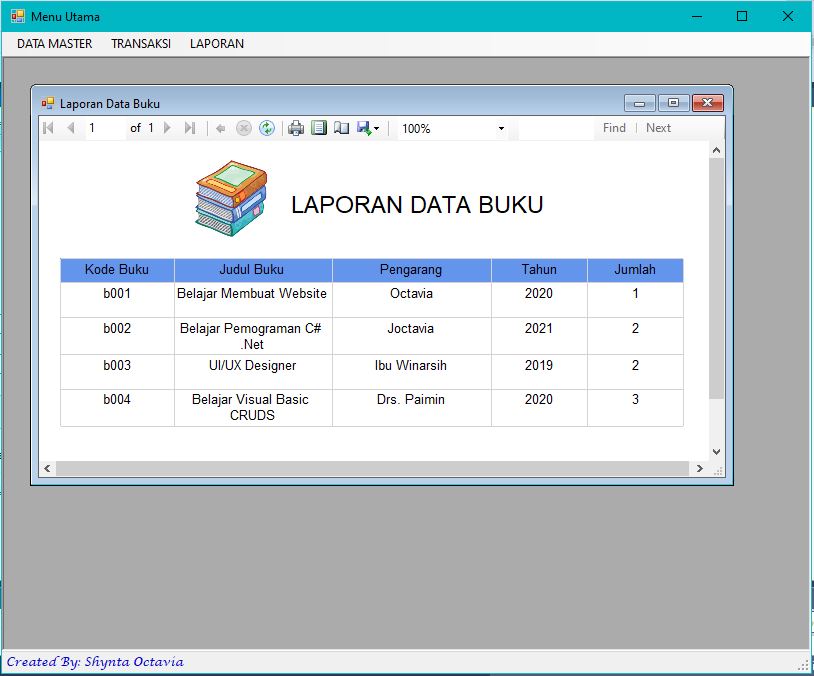 Menu Utama
DATA MASTER TRANSAKSI LAPORAN
Laporan Data Buku
1 of 1 100% Find Next
LAPORAN DATA BUKU
Kode Buku Judul Buku Pengarang Tahun Jumlah
b001 Belajar Membuat Website Octavia 2020 1
b002 Belajar Pemograman C# Joctavia 2021 2
.Net
b003 UI/UX Designer Ibu Winarsih 2019 2
b004 Belajar Visual Basic Drs. Paimin 2020 3
CRUDS
Created By: Shynta Octavia